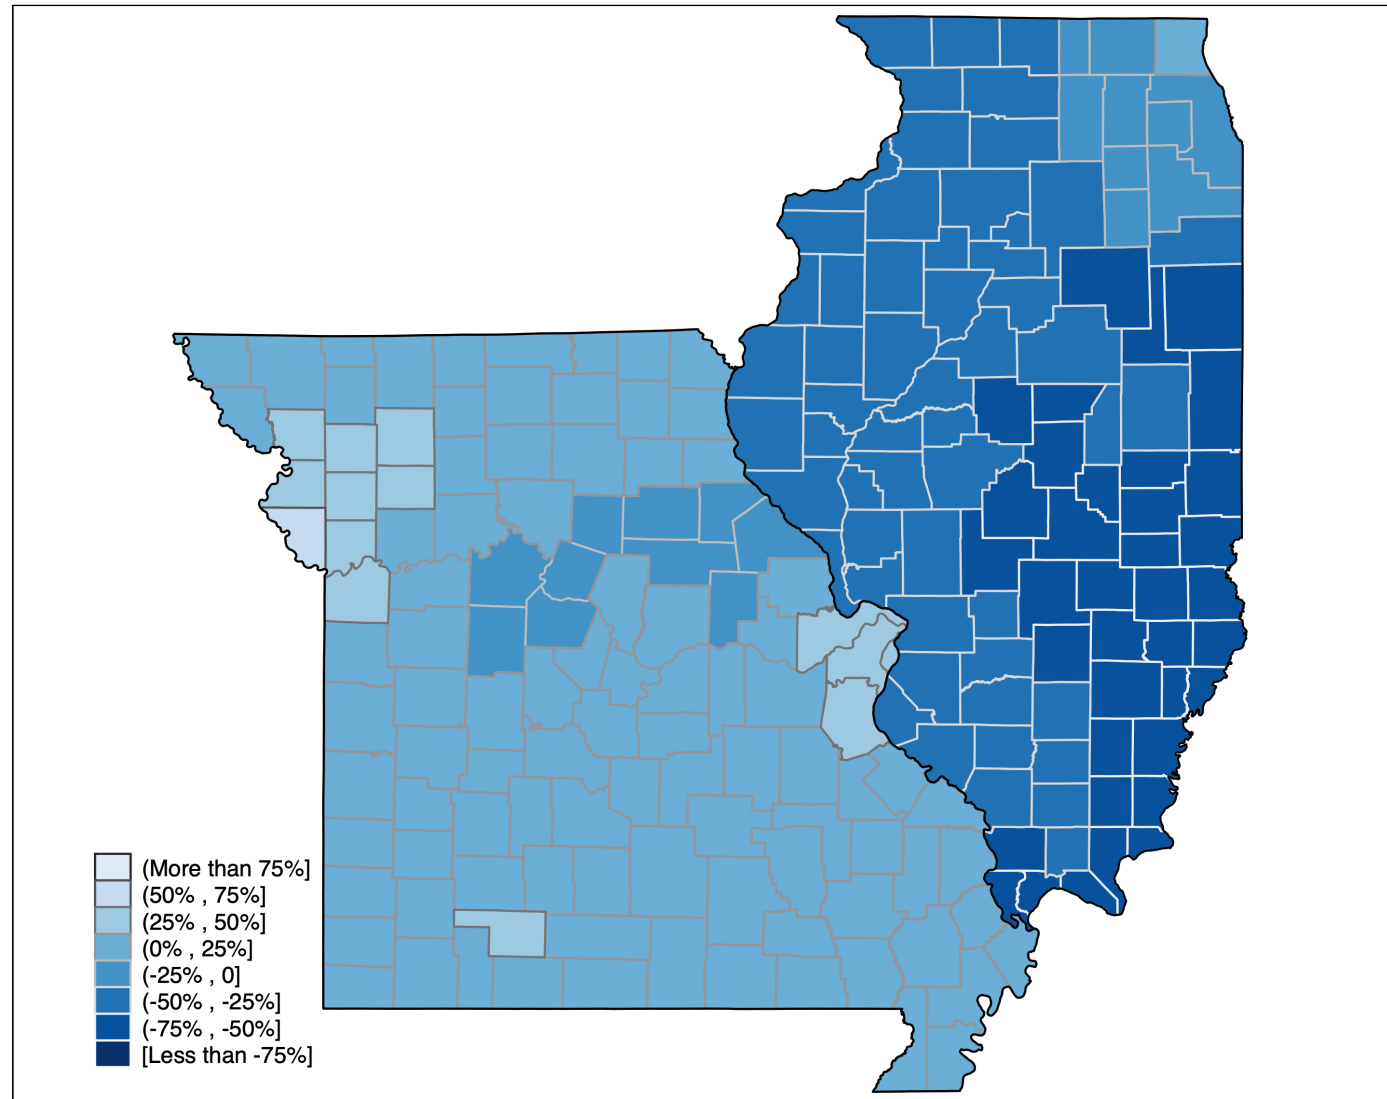 (More than 75%]
(50% , 75%]
(25% , 50%]
(0% , 25%]
(-25% , 0]
(-50% , -25%]
(-75% , -50%]
[Less than -75%]